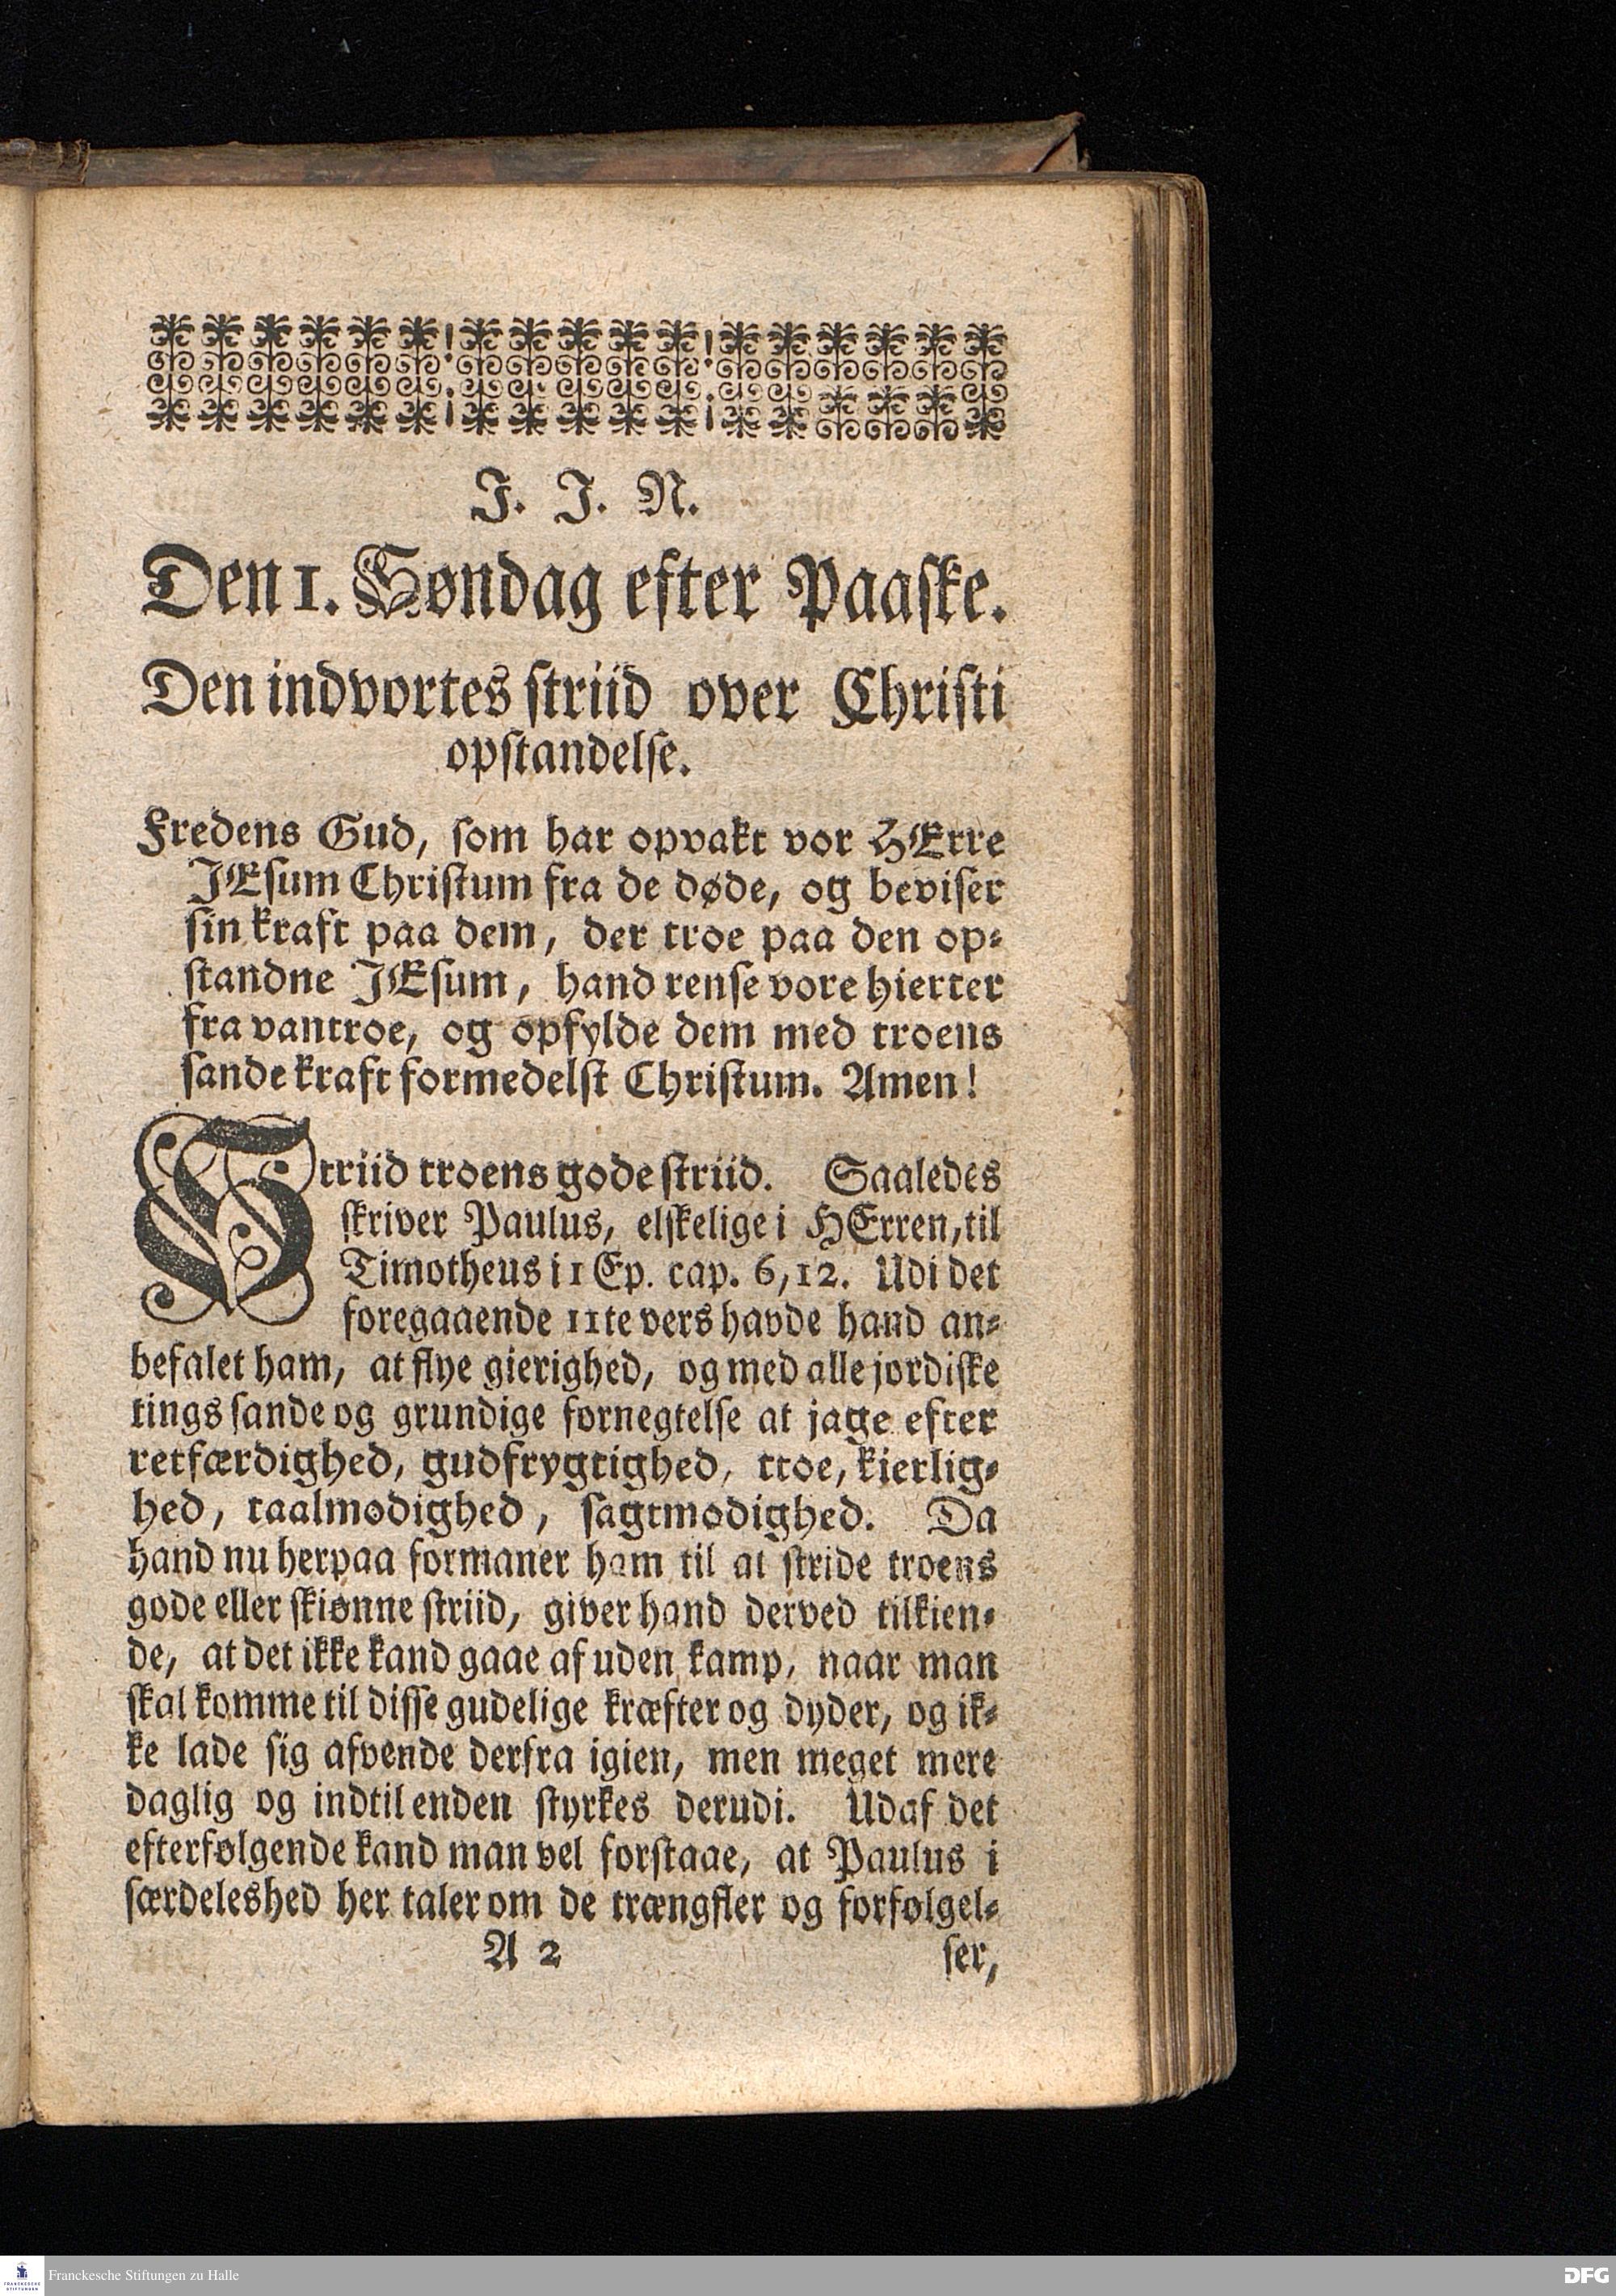 J. J. N.
Den 1. Søndag efter Paaske.
Den indvortes striid over Christi
opstandelse.
Fredens Gud, som har opvakt vor HErre
JEsum Christum fra de døde, og beviser
sin kraft paa dem, der troe paa den op-
standne JEsum, hand rense vore hierter
fra vantroe, og opfylde dem med troens
sande kraft formedelst Christum. Amen!
Striid troens gode striid. Saaledes
skriver Paulus, elskelige i HErren, til
Timotheus i 1 Ep. cap. 6, 12. Udi det
foregaaende 11te vers havde hand an-
befalet ham, at flye gierighed, og med alle jordiske
tings sande og grundige fornegtelse at jage efter
retfærdighed, gudfrygtighed, troe, kierlig-
hed, taalmodighed, sagtmodighed. Da
hand nu herpaa formaner ham til at stride troens
gode eller skiønne striid, giver hand derved tilkien-
de, at det ikke kand gaae af uden kamp, naar man
skal komme til disse gudelige kræfter og dyder, og ik-
ke lade sig afvende derfra igien, men meget mere
daglig og indtil enden styrkes derudi. Udaf det
efterfølgende kand man vel forstaae, at Paulus i
særdeleshed her taler om de trængsler og forfølgel-
A 2 ser,
FRANCKESCHE STIFTUNGEN
Franckesche Stiftungen zu Halle
DFG